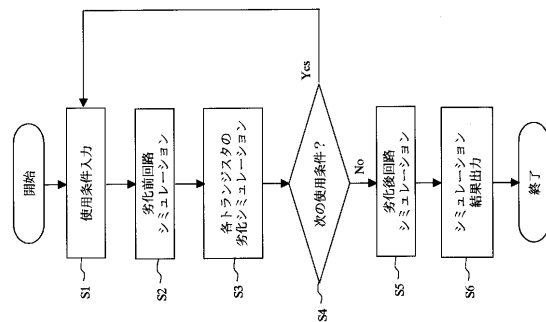 開始
S1
使用条件入力
S2
劣化前回路
シミュレーション
S3
各トランジスタの
劣化シミュレーション
S4
次の使用条件？
Yes
No
S5
劣化後回路
シミュレーション
S6
シミュレーション
結果出力
終了